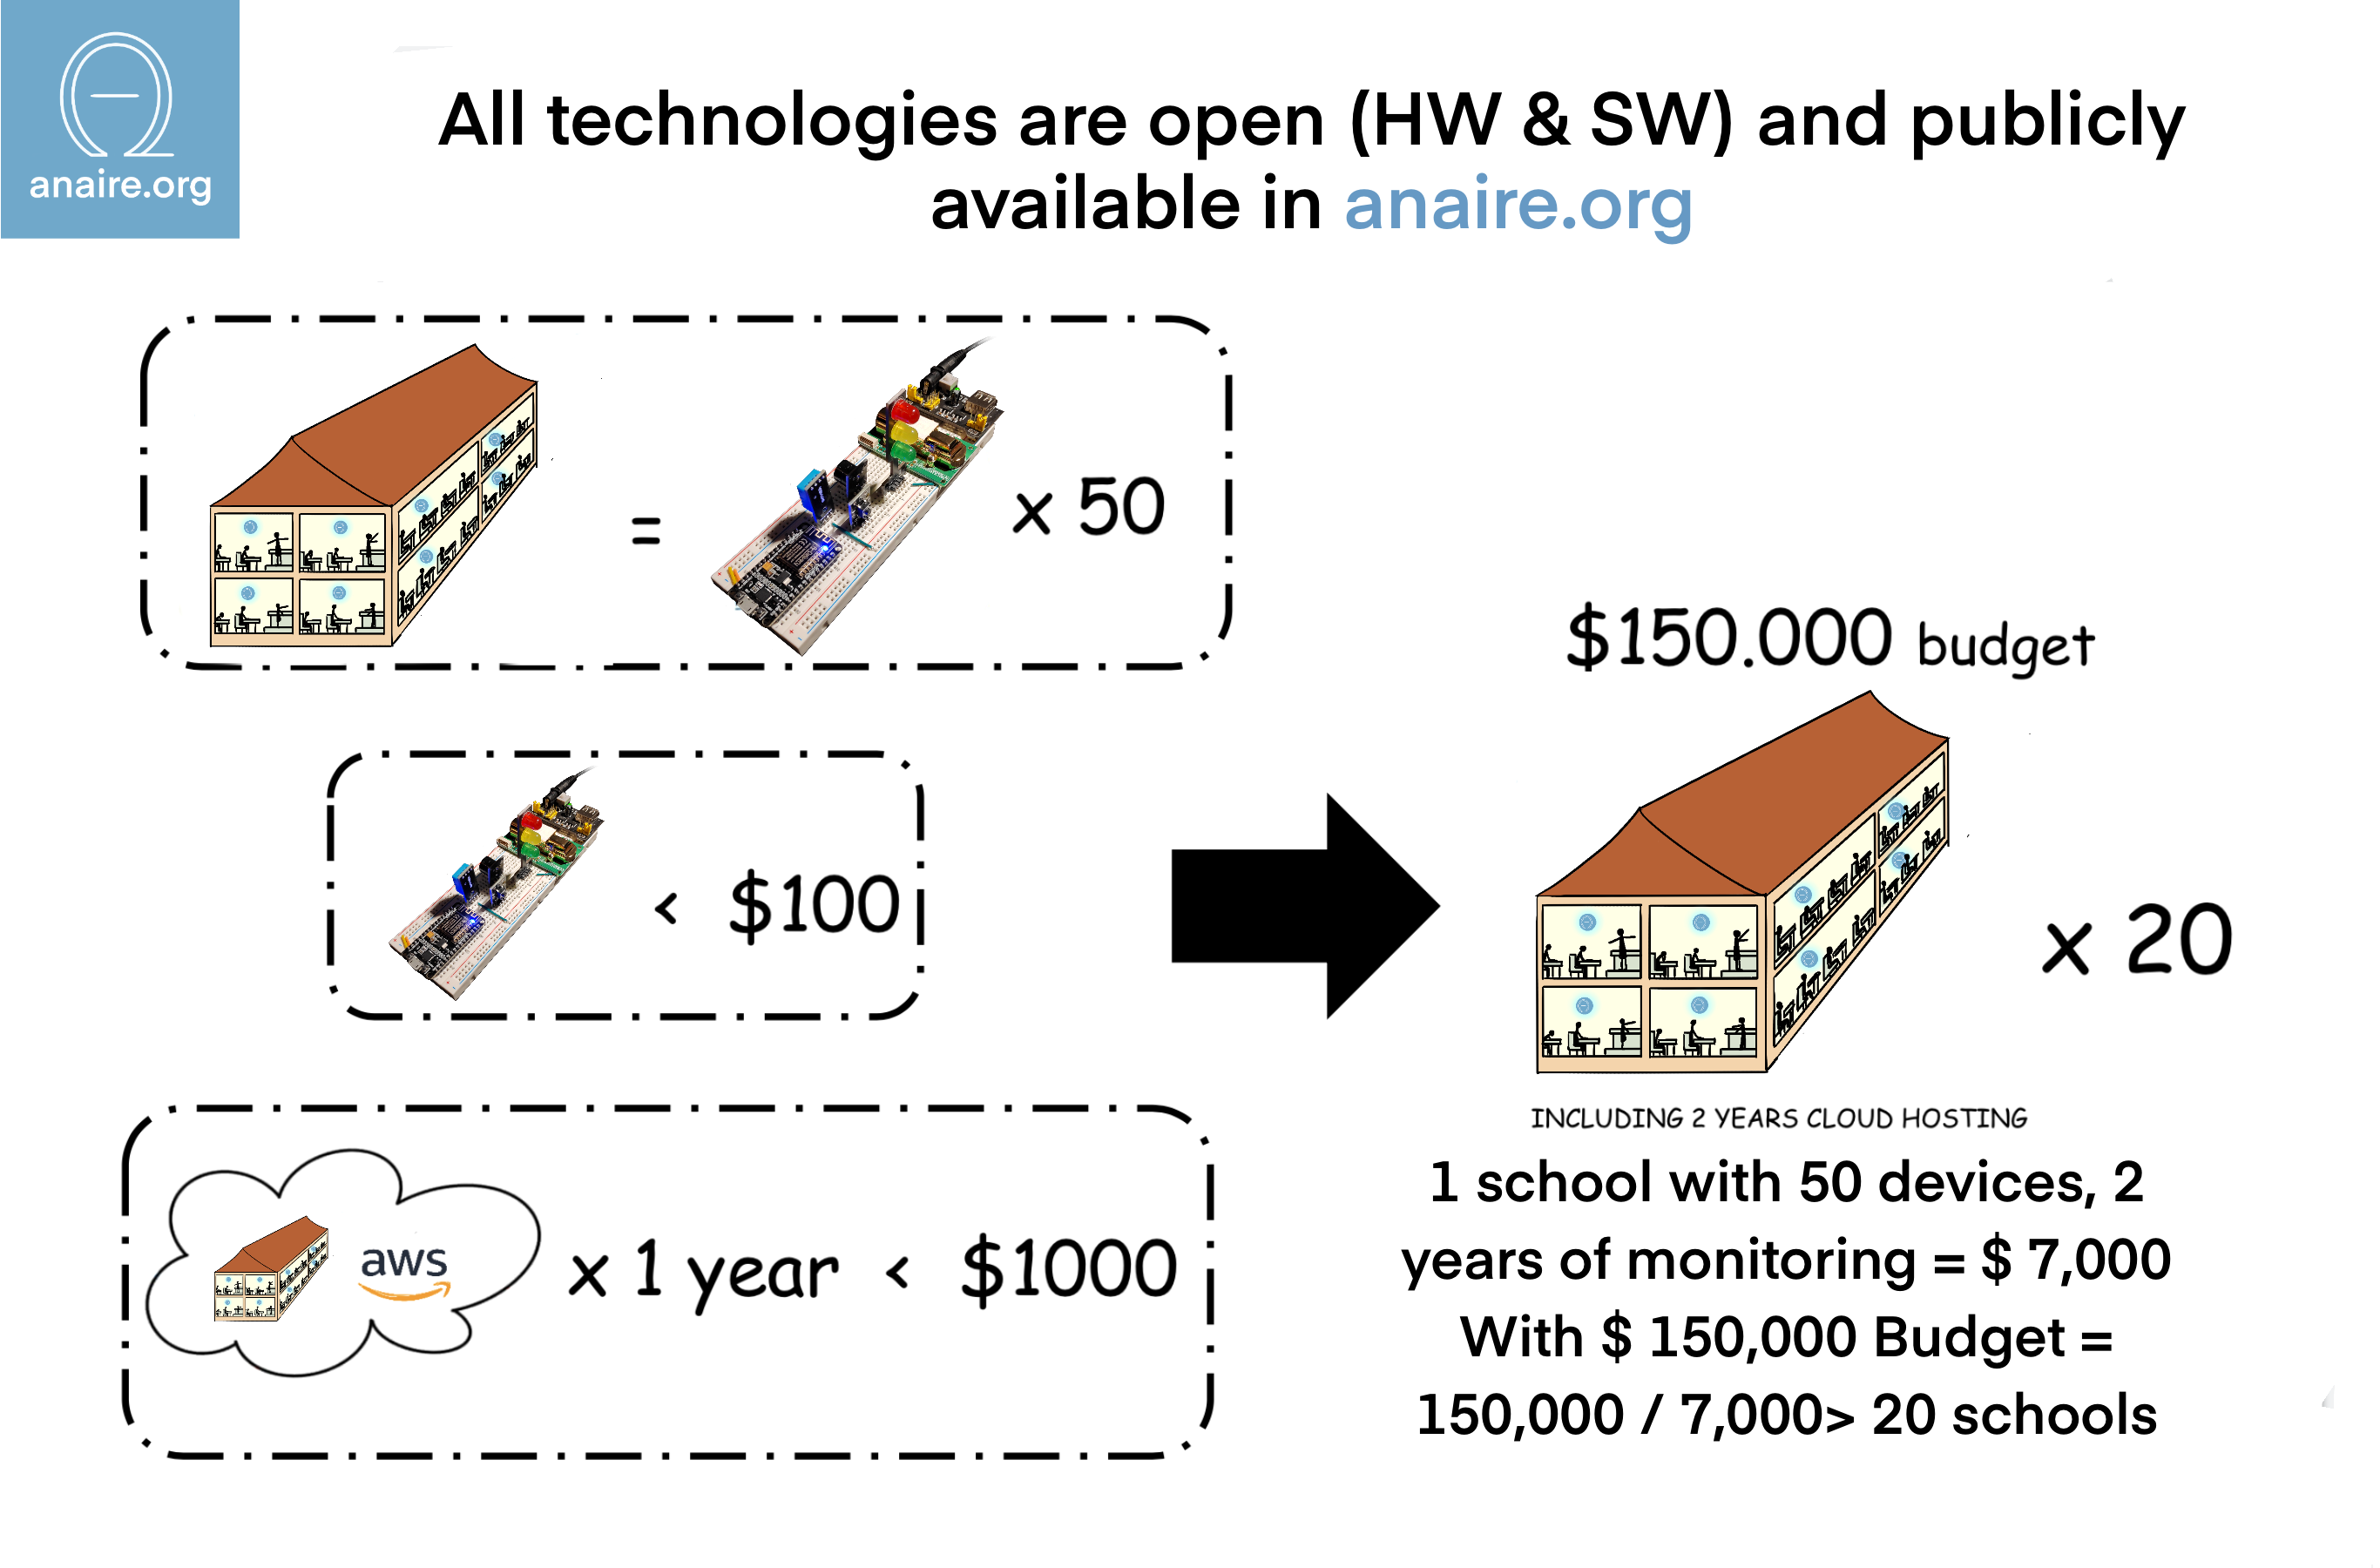 anaire.org
All technologies are open (HW & SW) and publicly
available in anaire.org
= x 50
< $100
aws x 1 year < $1000
$150.000 budget
x 20
INCLUDING 2 YEARS CLOUD HOSTING
1 school with 50 devices, 2
years of monitoring = $ 7,000
With $ 150,000 Budget =
150,000 / 7,000> 20 schools